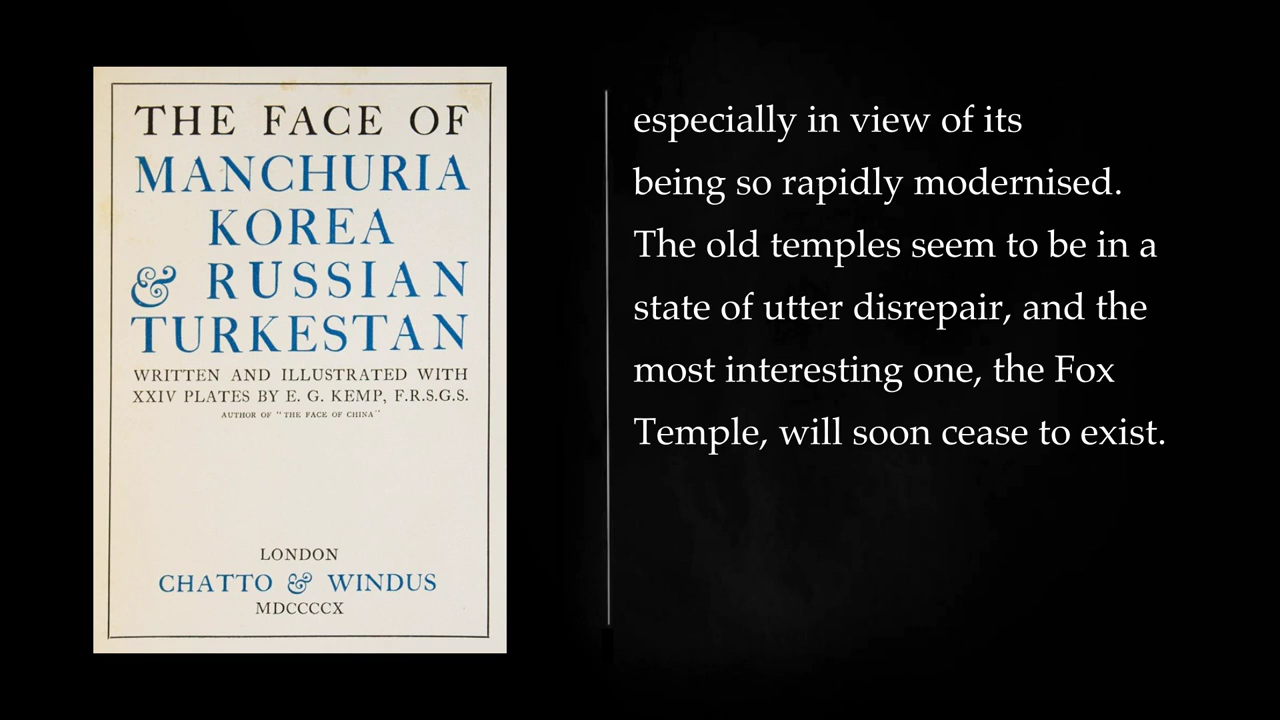 THE FACE OF
MANCHURIA
KOREA
& RUSSIAN
TURKESTAN
WRITTEN AND ILLUSTRATED WITH
XXIV PLATES BY E. G. KEMP, F.R.S.G.S.
AUTHOR OF "THE FACE OF CHINA"
LONDON
CHATTO & WINDUS
MDCCCCX
especially in view of its
being so rapidly modernised.
The old temples seem to be in a
state of utter disrepair, and the
most interesting one, the Fox
Temple, will soon cease to exist.